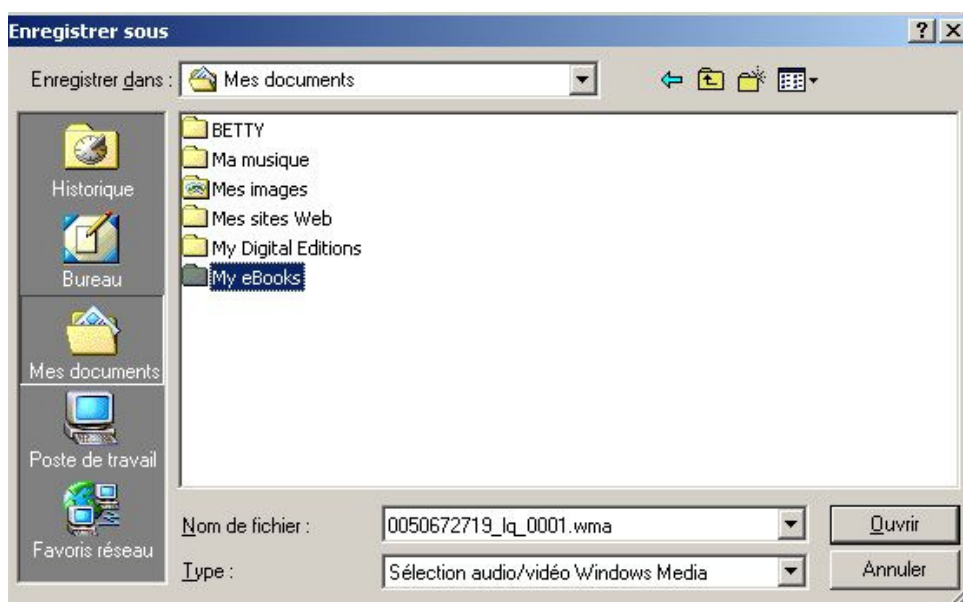 Enregistrer sous
Enregistrer dans : Mes documents
Historique
Bureau
Mes documents
Poste de travail
Favoris réseau
BETTY
Ma musique
Mes images
Mes sites Web
My Digital Editions
My eBooks
Nom de fichier : 0050672719_lq_0001.wma Ouvrir
Type : Sélection audio/vidéo Windows Media Annuler